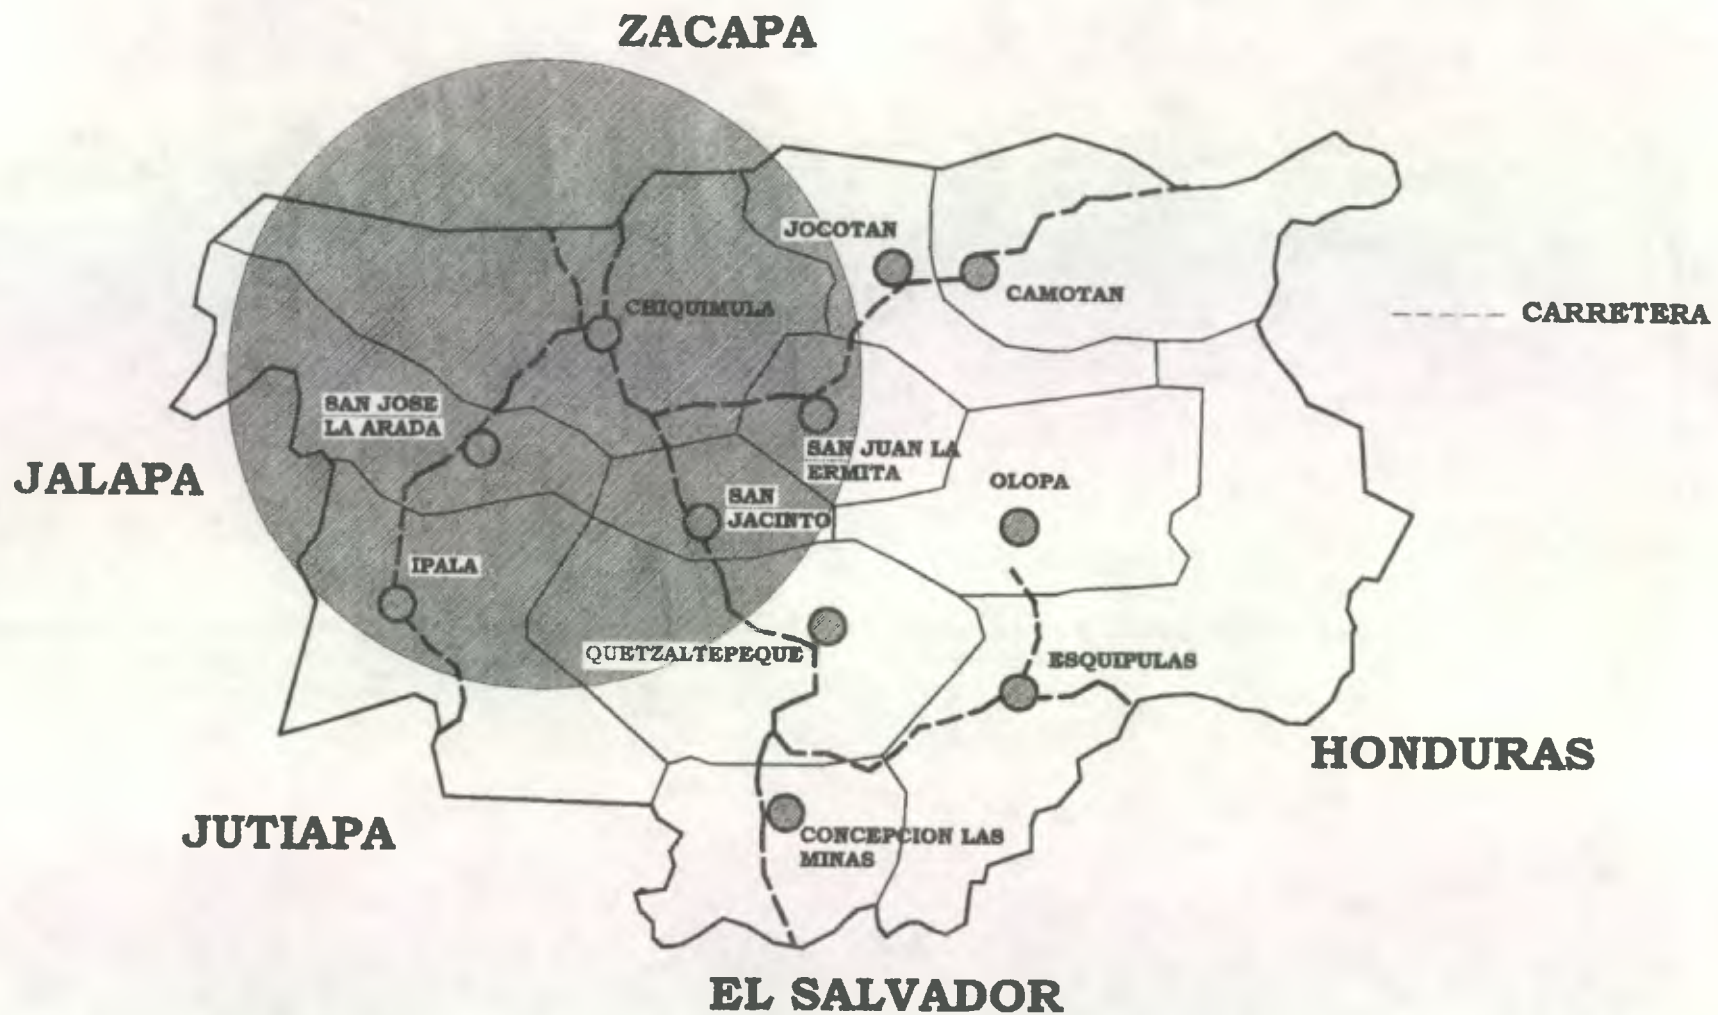 ZACAPA
JOCOTAN
CAMOTAN
CHIQUIMULA
CARRETERA
SAN JOSE
LA ARADA
SAN JUAN LA
ERMITA
JALAPA
OLOPA
SAN
JACINTO
IPALA
QUETZALTEPEQUE
ESQUIPULAS
HONDURAS
JUTIAPA
CONCEPCION LAS
MINAS
EL SALVADOR